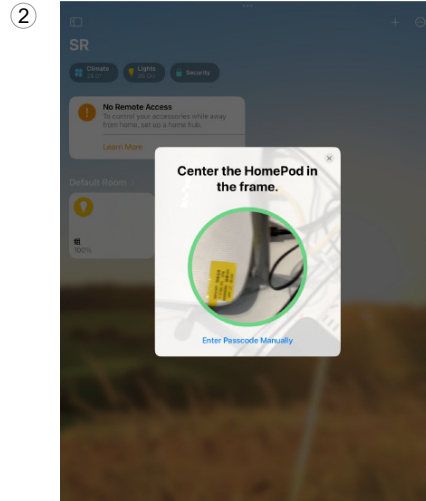 ②
SR
Climate
Lights
Security
No Remote Access
To control your accessories while away
from home, set up a home hub.
Learn More
Default Room
组
100%
Center the HomePod in
the frame.
Enter Passcode Manually